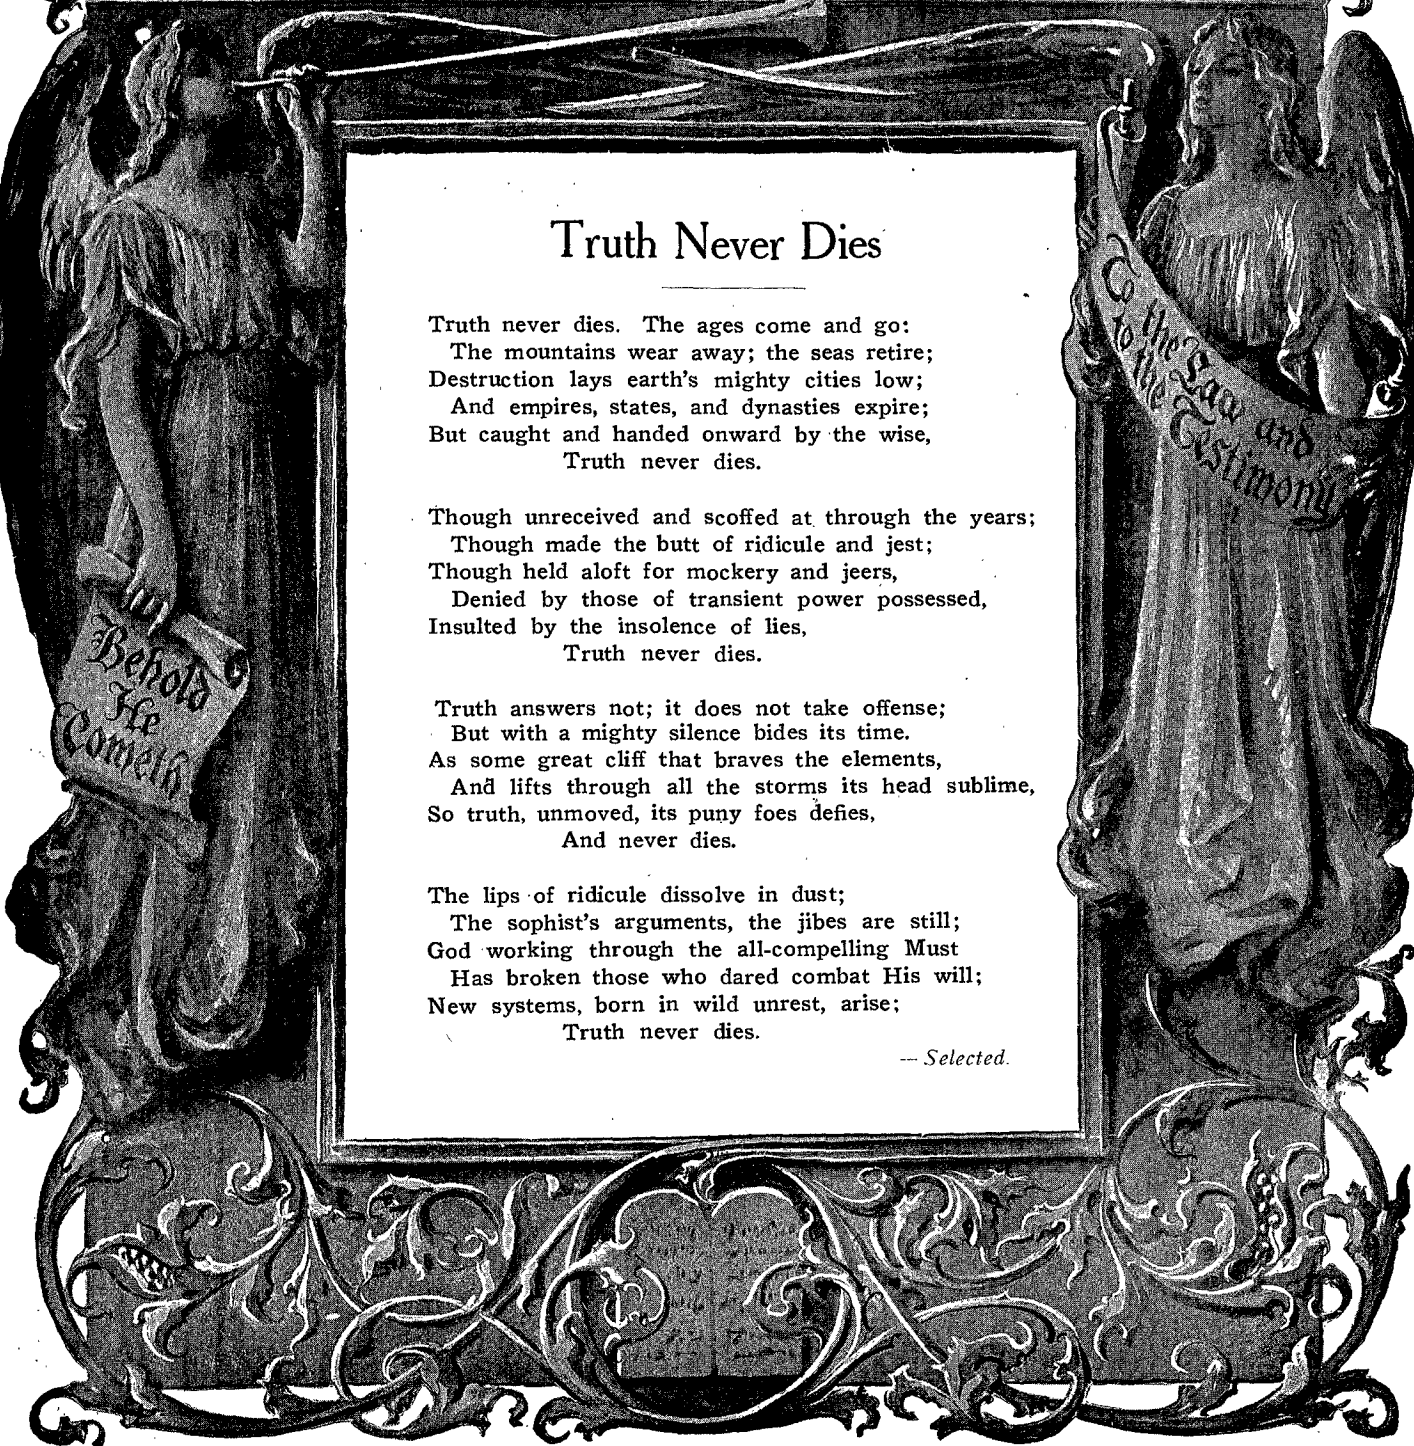 Truth Never Dies
Truth never dies. The ages come and go:
The mountains wear away; the seas retire;
Destruction lays earth's mighty cities low;
And empires, states, and dynasties expire;
But caught and handed onward by the wise,
Truth never dies.
Though unreceived and scoffed at through the years;
Though made the butt of ridicule and jest;
Though held aloft for mockery and jeers,
Denied by those of transient power possessed,
Insulted by the insolence of lies,
Truth never dies.
Truth answers not; it does not take offense;
But with a mighty silence bides its time.
As some great cliff that braves the elements,
And lifts through all the storms its head sublime,
So truth, unmoved, its puny foes defies,
And never dies.
The lips of ridicule dissolve in dust;
The sophist's arguments, the jibes are still;
God working through the all-compelling Must
Has broken those who dared combat His will;
New systems, born in wild unrest, arise;
Truth never dies.
— Selected.
Behold
He
Cometh
To the Law and
to the Testimony